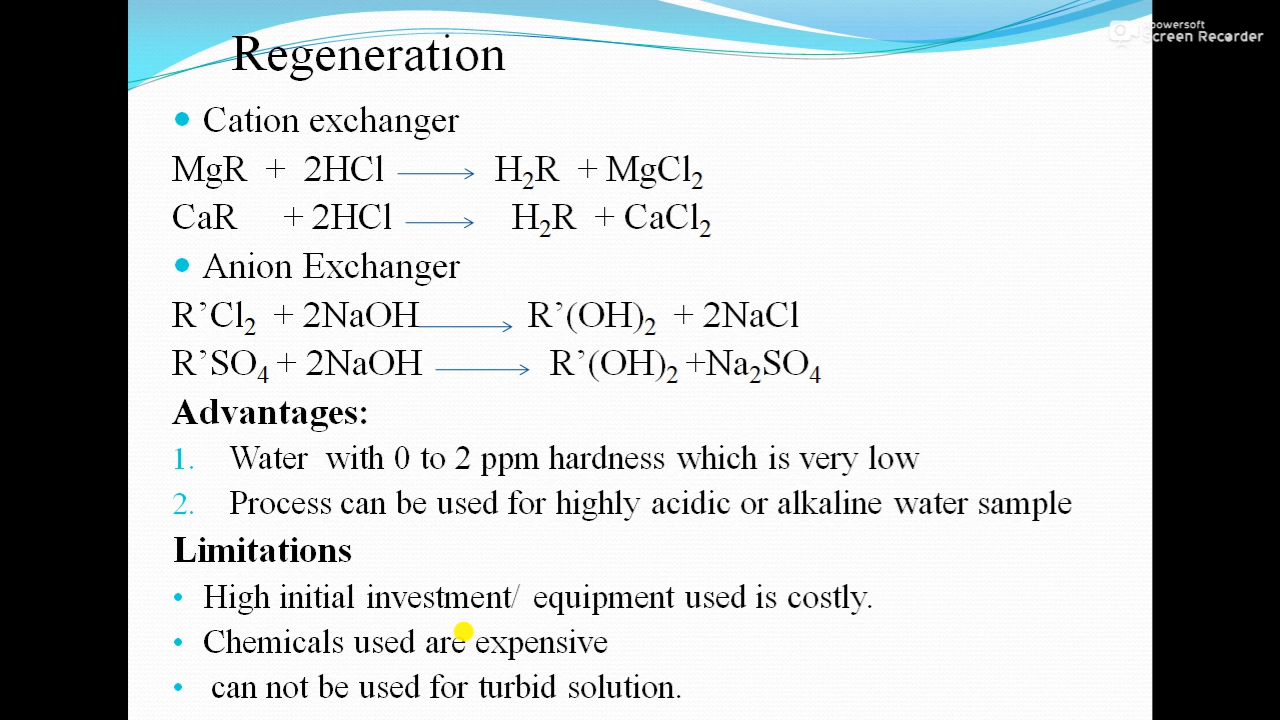 powersoft
Screen Recorder
Regeneration
• Cation exchanger
MgR + 2HCl ⟶ H₂R + MgCl₂
CaR + 2HCl ⟶ H₂R + CaCl₂
• Anion Exchanger
R’Cl₂ + 2NaOH ⟶ R’(OH)₂ + 2NaCl
R’SO₄ + 2NaOH ⟶ R’(OH)₂ +Na₂SO₄
Advantages:
1. Water with 0 to 2 ppm hardness which is very low
2. Process can be used for highly acidic or alkaline water sample
Limitations
• High initial investment/ equipment used is costly.
• Chemicals used are expensive
• can not be used for turbid solution.